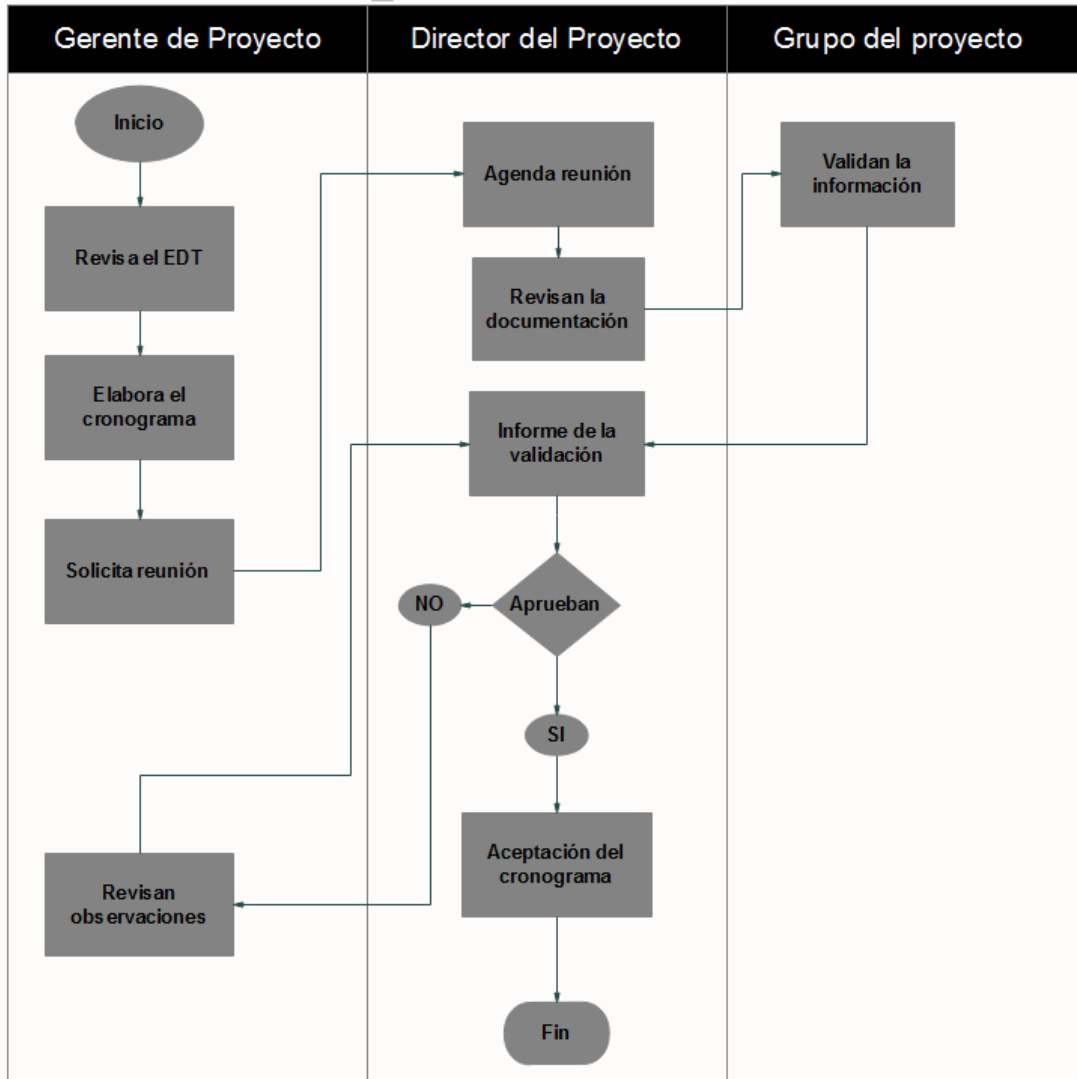 Gerente de Proyecto
Director del Proyecto
Grupo del proyecto
Inicio
Revisa el EDT
Elabora el
cronograma
Solicita reunión
Agenda reunión
Revisan la
documentación
Validan la
información
Informe de la
validación
Aprueban
NO
SI
Revisan
observaciones
Aceptación del
cronograma
Fin